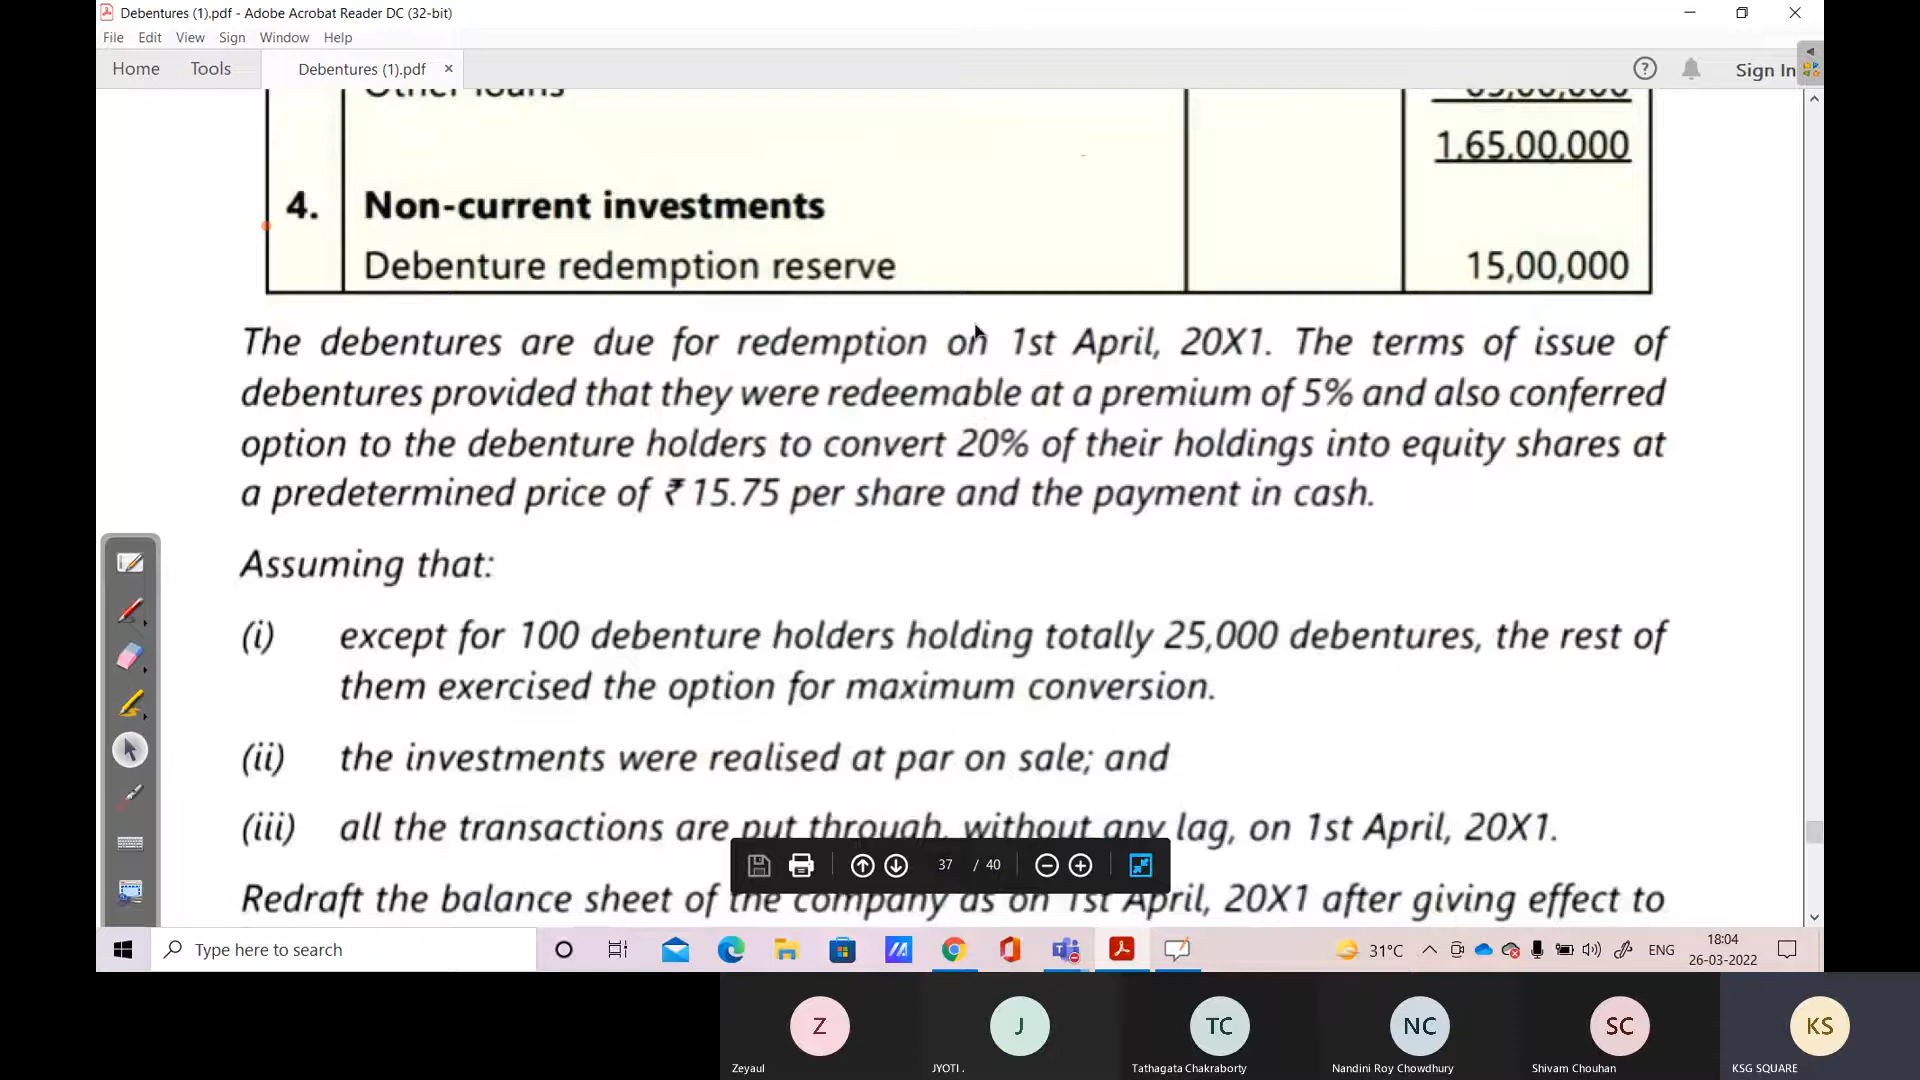 Debentures (1).pdf - Adobe Acrobat Reader DC (32-bit)
File Edit View Sign Window Help
Home Tools Debentures (1).pdf × Sign In
Other loans
1,65,00,000
4. Non-current investments
Debenture redemption reserve 15,00,000
The debentures are due for redemption on 1st April, 20X1. The terms of issue of
debentures provided that they were redeemable at a premium of 5% and also conferred
option to the debenture holders to convert 20% of their holdings into equity shares at
a predetermined price of ₹ 15.75 per share and the payment in cash.
Assuming that:
(i) except for 100 debenture holders holding totally 25,000 debentures, the rest of
them exercised the option for maximum conversion.
(ii) the investments were realised at par on sale; and
(iii) all the transactions are put through, without any lag, on 1st April, 20X1.
37 / 40
Redraft the balance sheet of the company as on 1st April, 20X1 after giving effect to
Type here to search 31°C ENG 18:04
26-03-2022
Z J TC NC SC KS
Zeyaul JYOTI . Tathagata Chakraborty Nandini Roy Chowdhury Shivam Chouhan KSG SQUARE